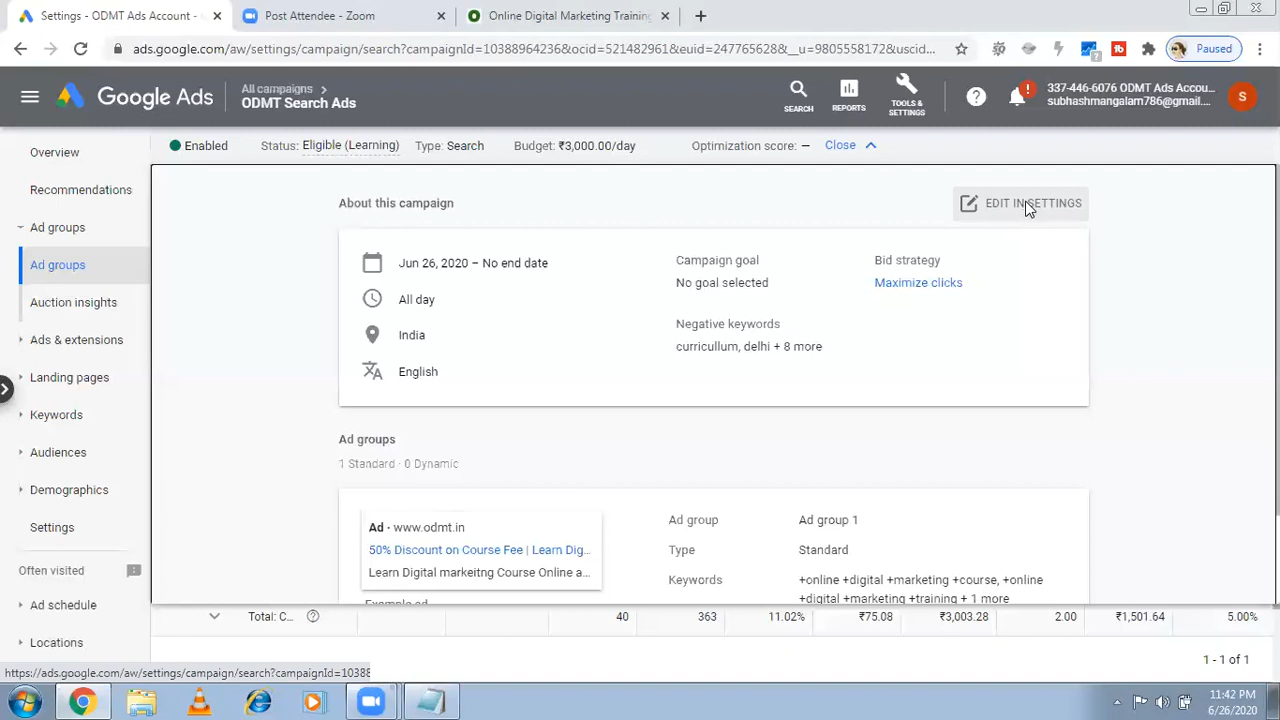 Settings - ODMT Ads Account -
Post Attendee - Zoom
Online Digital Marketing Training
ads.google.com/aw/settings/campaign/search?campaignId=10388964236&ocid=521482961&euid=247765628&__u=9805558172&uscid...
Paused
Google Ads
All campaigns
ODMT Search Ads
SEARCH
REPORTS
TOOLS &
SETTINGS
337-446-6076 ODMT Ads Accou...
subhashmangalam786@gmail....
S
Enabled
Status: Eligible (Learning)
Type: Search
Budget: ₹3,000.00/day
Optimization score: –
Close
Overview
Recommendations
Ad groups
Ad groups
Auction insights
Ads & extensions
Landing pages
Keywords
Audiences
Demographics
Settings
Often visited
Ad schedule
Locations
About this campaign
EDIT IN SETTINGS
Jun 26, 2020 – No end date
All day
India
English
Campaign goal
No goal selected
Negative keywords
curricullum, delhi + 8 more
Bid strategy
Maximize clicks
Ad groups
1 Standard · 0 Dynamic
Ad · www.odmt.in
50% Discount on Course Fee | Learn Dig...
Learn Digital markeitng Course Online a...
Example ad
Ad group
Ad group 1
Type
Standard
Keywords
+online +digital +marketing +course, +online
+digital +marketing +training + 1 more
Total: C...
40
363
11.02%
₹75.08
₹3,003.28
2.00
₹1,501.64
5.00%
1 - 1 of 1
https://ads.google.com/aw/settings/campaign/search?campaignId=10388
11:42 PM
6/26/2020